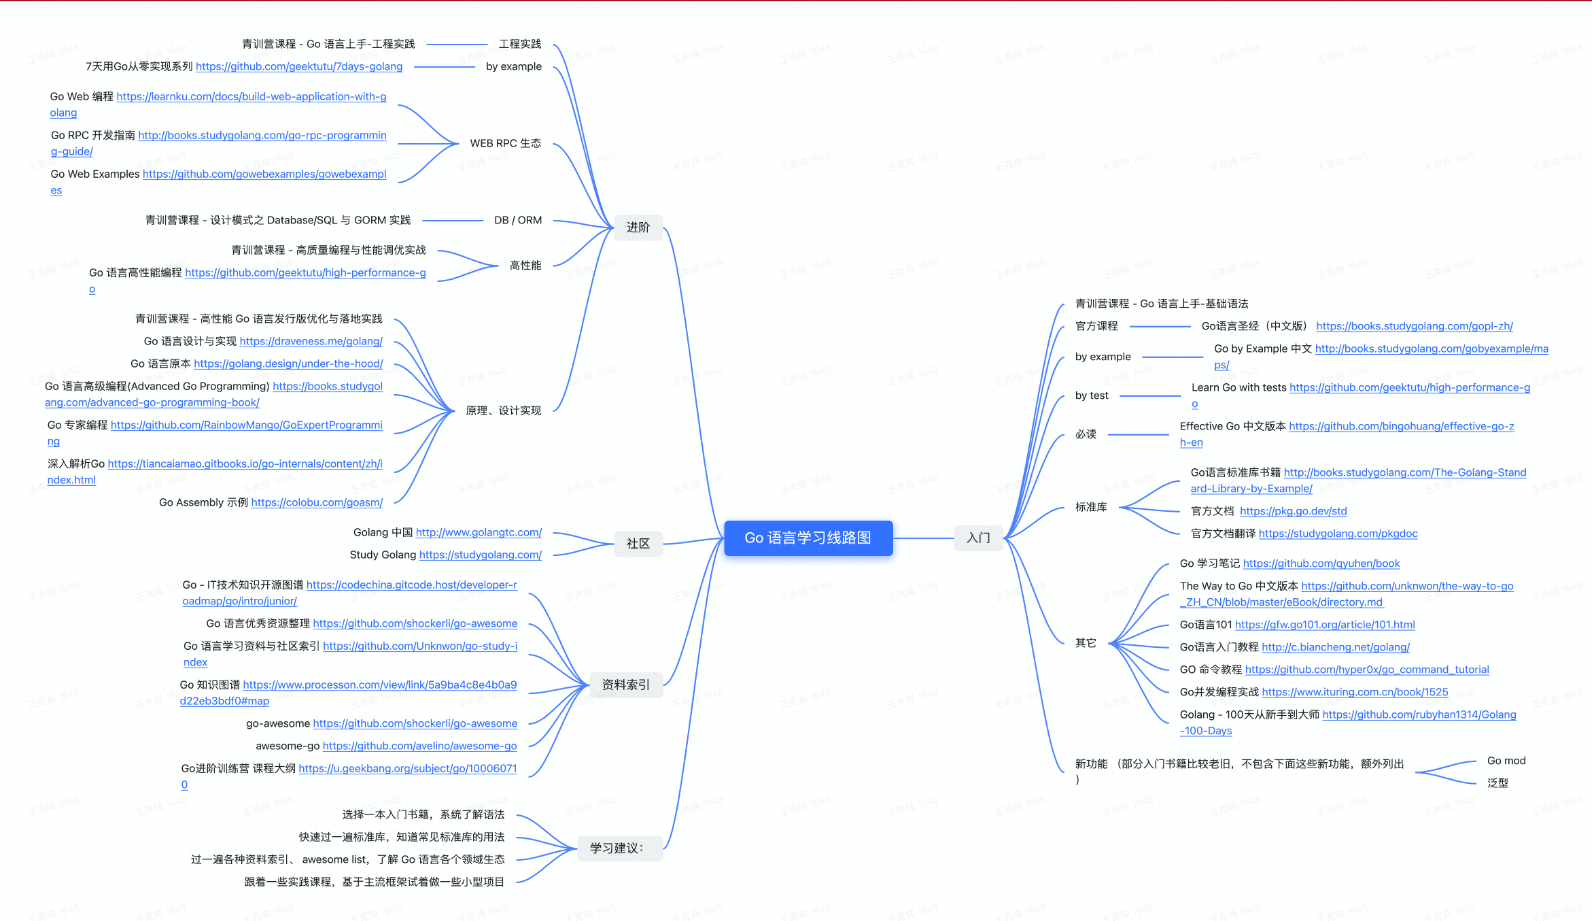 青训营课程 - Go 语言上手-工程实践
工程实践
7天用Go从零实现系列 https://github.com/geektutu/7days-golang
by example
Go Web 编程 https://learnku.com/docs/build-web-application-with-g
olang
Go RPC 开发指南 http://books.studygolang.com/go-rpc-programmin
g-guide/
Go Web Examples https://github.com/gowebexamples/gowebexampl
es
WEB RPC 生态
青训营课程 - 设计模式之 Database/SQL 与 GORM 实践
DB / ORM
青训营课程 - 高质量编程与性能调优实战
Go 语言高性能编程 https://github.com/geektutu/high-performance-g
o
高性能
青训营课程 - 高性能 Go 语言发行版优化与落地实践
Go 语言设计与实现 https://draveness.me/golang/
Go 语言原本 https://golang.design/under-the-hood/
Go 语言高级编程(Advanced Go Programming) https://books.studygol
ang.com/advanced-go-programming-book/
Go 专家编程 https://github.com/RainbowMango/GoExpertProgrammi
ng
深入解析Go https://tiancaiamao.gitbooks.io/go-internals/content/zh/i
ndex.html
Go Assembly 示例 https://colobu.com/goasm/
原理、设计实现
进阶
Golang 中国 http://www.golangtc.com/
Study Golang https://studygolang.com/
社区
Go - IT技术知识开源图谱 https://codechina.gitcode.host/developer-r
oadmap/go/intro/junior/
Go 语言优秀资源整理 https://github.com/shockerli/go-awesome
Go 语言学习资料与社区索引 https://github.com/Unknwon/go-study-i
ndex
Go 知识图谱 https://www.processon.com/view/link/5a9ba4c8e4b0a9
d22eb3bdf0#map
go-awesome https://github.com/shockerli/go-awesome
awesome-go https://github.com/avelino/awesome-go
Go进阶训练营 课程大纲 https://u.geekbang.org/subject/go/10006071
0
资料索引
选择一本入门书籍，系统了解语法
快速过一遍标准库，知道常见标准库的用法
过一遍各种资料索引、 awesome list，了解 Go 语言各个领域生态
跟着一些实践课程，基于主流框架试着做一些小型项目
学习建议：
Go 语言学习线路图
入门
青训营课程 - Go 语言上手-基础语法
官方课程
Go语言圣经（中文版） https://books.studygolang.com/gopl-zh/
by example
Go by Example 中文 http://books.studygolang.com/gobyexample/ma
ps/
by test
Learn Go with tests https://github.com/geektutu/high-performance-g
o
必读
Effective Go 中文版本 https://github.com/bingohuang/effective-go-z
h-en
标准库
Go语言标准库书籍 http://books.studygolang.com/The-Golang-Stand
ard-Library-by-Example/
官方文档 https://pkg.go.dev/std
官方文档翻译 https://studygolang.com/pkgdoc
其它
Go 学习笔记 https://github.com/qyuhen/book
The Way to Go 中文版本 https://github.com/unknwon/the-way-to-go
_ZH_CN/blob/master/eBook/directory.md
Go语言101 https://gfw.go101.org/article/101.html
Go语言入门教程 http://c.biancheng.net/golang/
GO 命令教程 https://github.com/hyper0x/go_command_tutorial
Go并发编程实战 https://www.ituring.com.cn/book/1525
Golang - 100天从新手到大师 https://github.com/rubyhan1314/Golang
-100-Days
新功能 （部分入门书籍比较老旧，不包含下面这些新功能，额外列出
）
Go mod
泛型